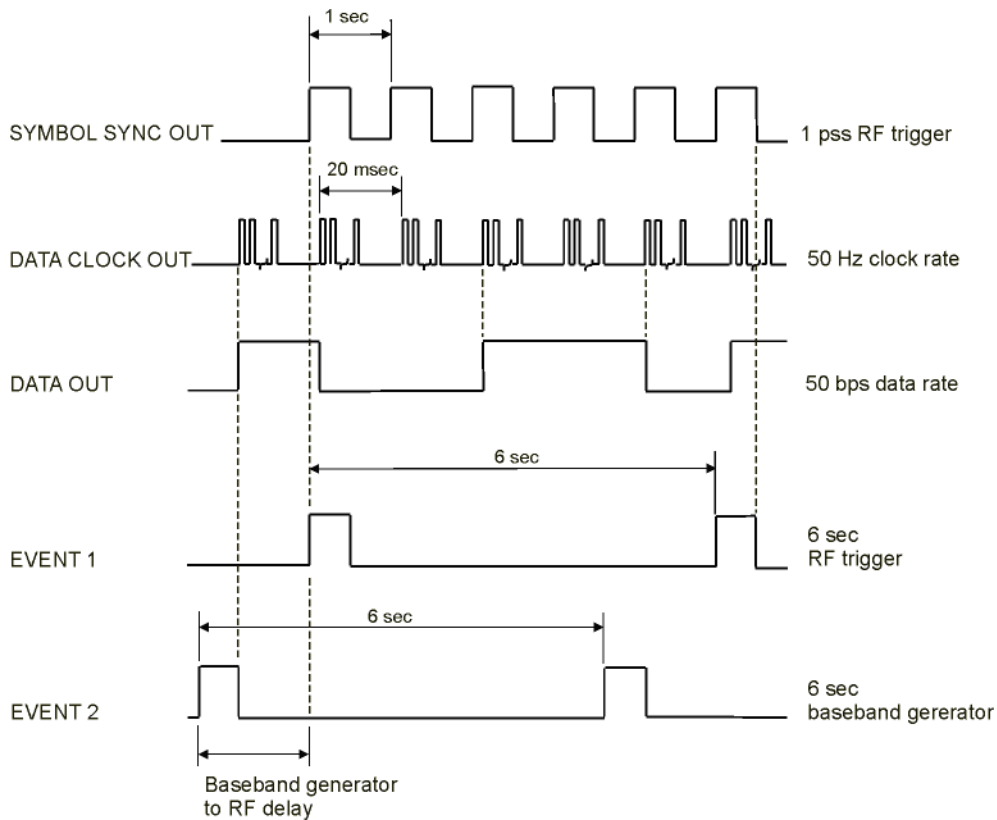 1 sec
SYMBOL SYNC OUT
1 pss RF trigger
20 msec
DATA CLOCK OUT
50 Hz clock rate
DATA OUT
50 bps data rate
6 sec
EVENT 1
6 sec
RF trigger
6 sec
EVENT 2
6 sec
baseband gererator
Baseband generator
to RF delay